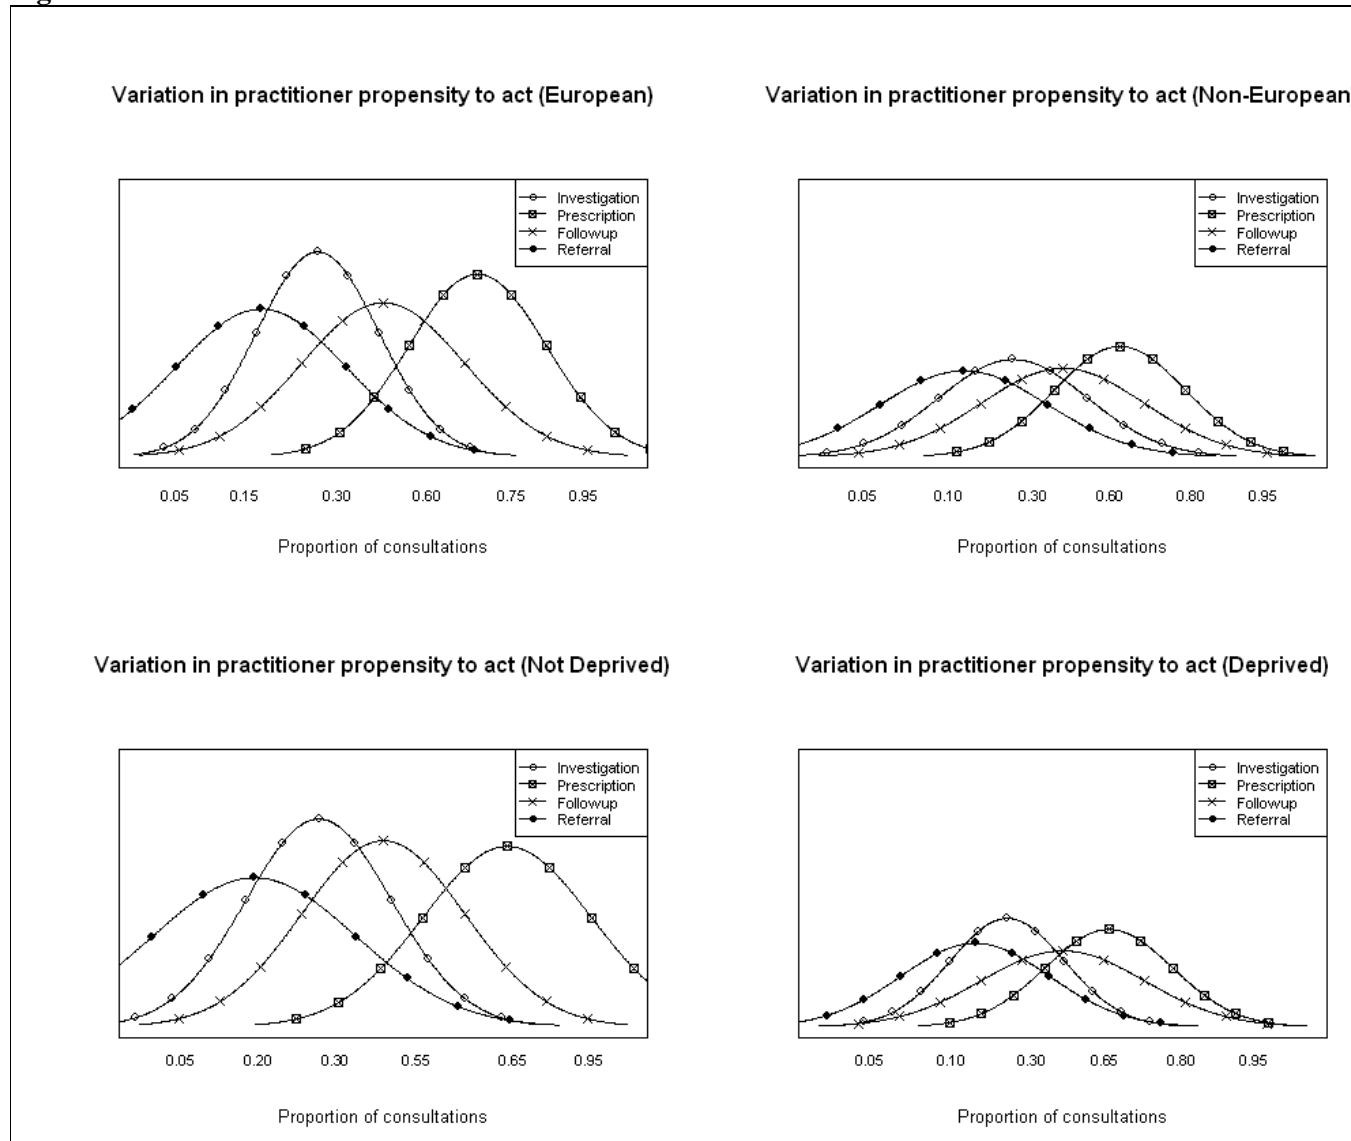 Variation in practitioner propensity to act (European)
Variation in practitioner propensity to act (Non-European
Investigation
Prescription
Followup
Referral
Investigation
Prescription
Followup
Referral
0.05 0.15 0.30 0.60 0.75 0.95
0.05 0.10 0.30 0.60 0.80 0.95
Proportion of consultations
Proportion of consultations
Variation in practitioner propensity to act (Not Deprived)
Variation in practitioner propensity to act (Deprived)
Investigation
Prescription
Followup
Referral
Investigation
Prescription
Followup
Referral
0.05 0.20 0.30 0.55 0.65 0.95
0.05 0.10 0.30 0.65 0.80 0.95
Proportion of consultations
Proportion of consultations